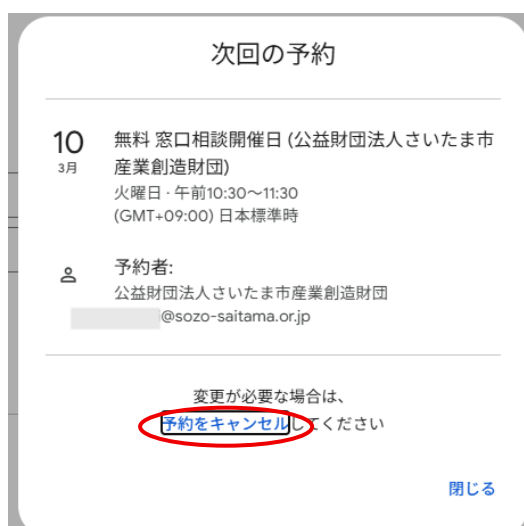 次回の予約
10
3月
無料 窓口相談開催日 (公益財団法人さいたま市
産業創造財団)
火曜日 · 午前10:30～11:30
(GMT+09:00) 日本標準時
予約者:
公益財団法人さいたま市産業創造財団
@sozo-saitama.or.jp
変更が必要な場合は、
予約をキャンセルしてください
閉じる